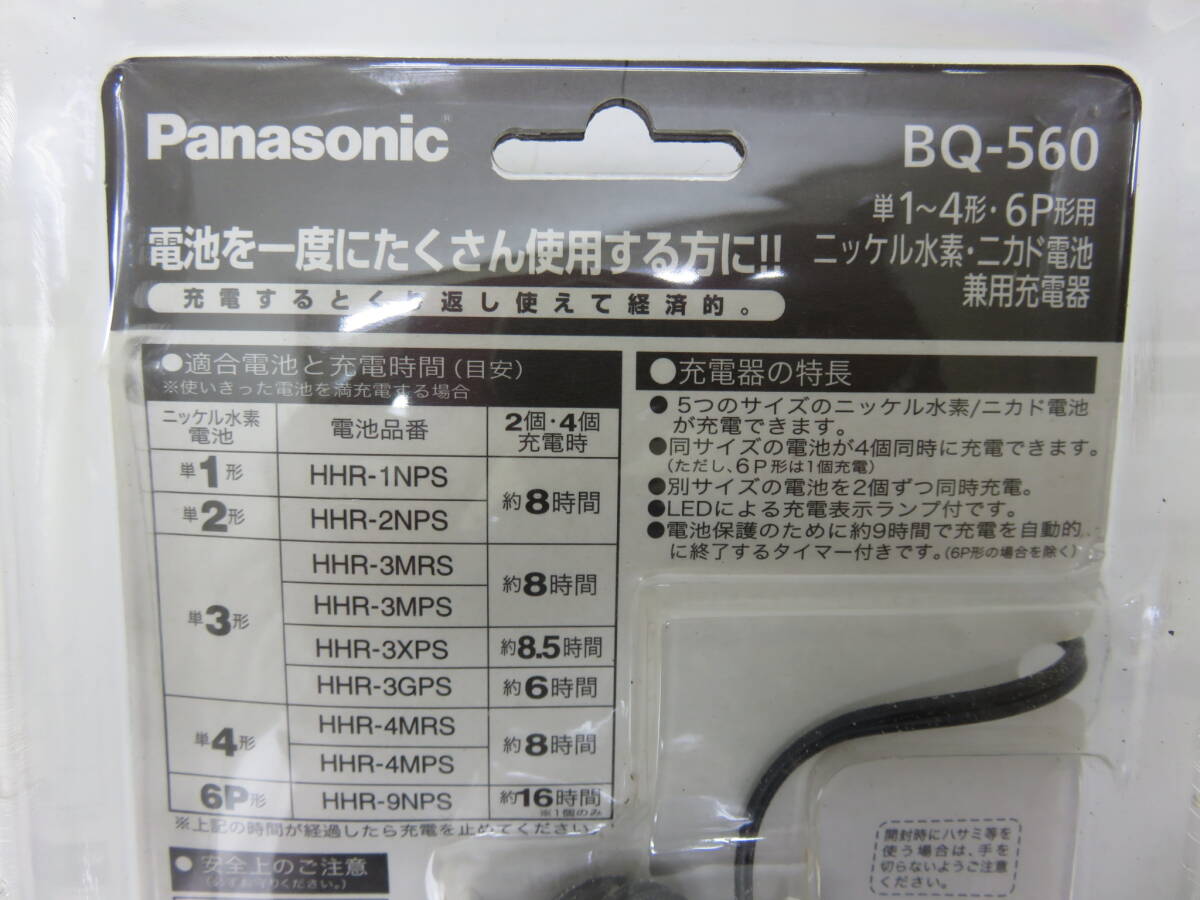 Panasonic
BQ-560
単1〜4形・6P形用
ニッケル水素・ニカド電池
兼用充電器
電池を一度にたくさん使用する方に!!
充電するとくり返し使えて経済的。
●適合電池と充電時間(目安)
※使いきった電池を満充電する場合
ニッケル水素
電池
電池品番
2個・4個
充電時
単1形
HHR-1NPS
約8時間
単2形
HHR-2NPS
単3形
HHR-3MRS
約8時間
HHR-3MPS
HHR-3XPS
約8.5時間
HHR-3GPS
約6時間
単4形
HHR-4MRS
約8時間
HHR-4MPS
6P形
HHR-9NPS
約16時間
※1個のみ
※上記の時間が経過したら充電を止めてください。
●安全上のご注意
(必ずお守りください。)
●充電器の特長
●5つのサイズのニッケル水素/ニカド電池
が充電できます。
●同サイズの電池が4個同時に充電できます。
(ただし、6P形は1個充電)
●別サイズの電池を2個ずつ同時充電。
●LEDによる充電表示ランプ付です。
●電池保護のために約9時間で充電を自動的
に終了するタイマー付きです。(6P形の場合を除く)
開封時にハサミ等を
使う場合は、手を
切らないようご注意
ください。